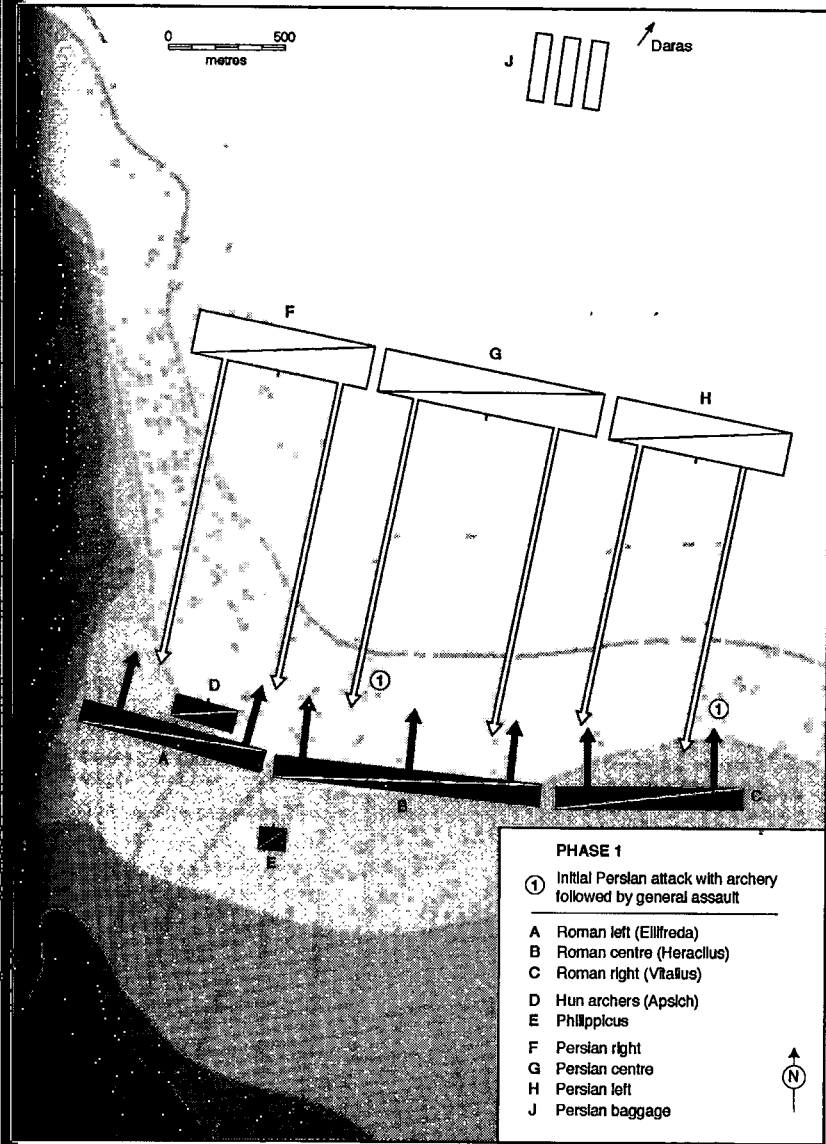 0 500
metres
J
Daras
F
G
H
1
D
1
A
B
C
E
PHASE 1
1 Initial Persian attack with archery
followed by general assault
A Roman left (Eilifreda)
B Roman centre (Heraclius)
C Roman right (Vitalius)
D Hun archers (Apsich)
E Philippicus
F Persian right
G Persian centre
H Persian left
J Persian baggage
N